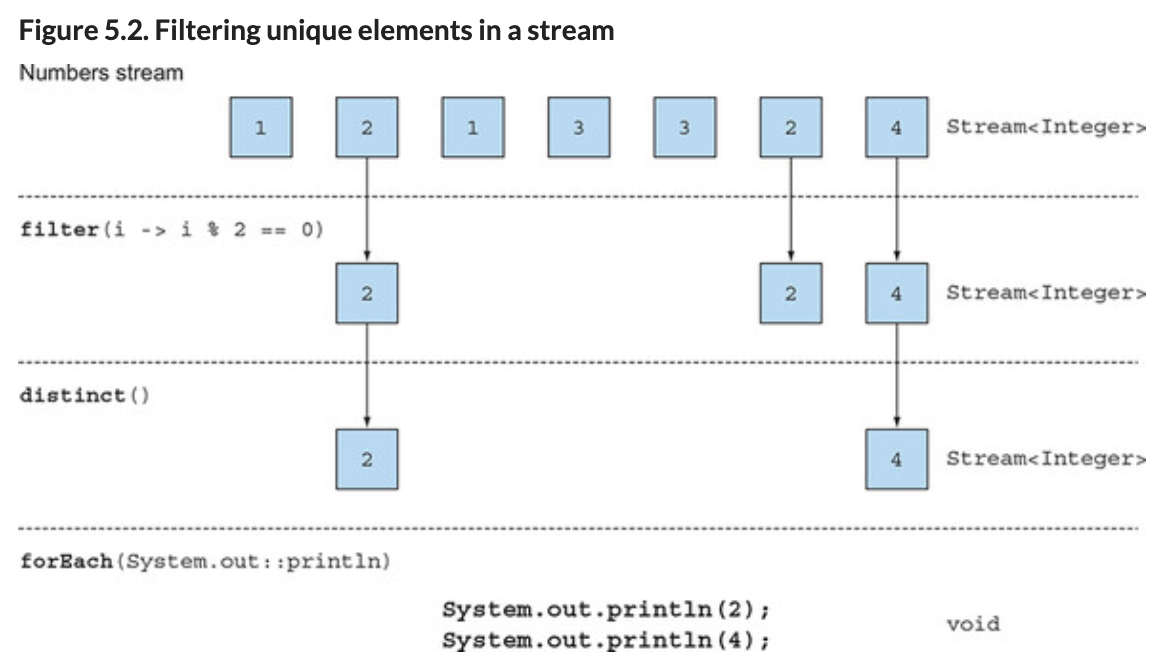 Figure 5.2. Filtering unique elements in a stream
Numbers stream
1 2 1 3 3 2 4 Stream<Integer>
filter(i -> i % 2 == 0)
2 2 4 Stream<Integer>
distinct()
2 4 Stream<Integer>
forEach(System.out::println)
System.out.println(2);
void
System.out.println(4);